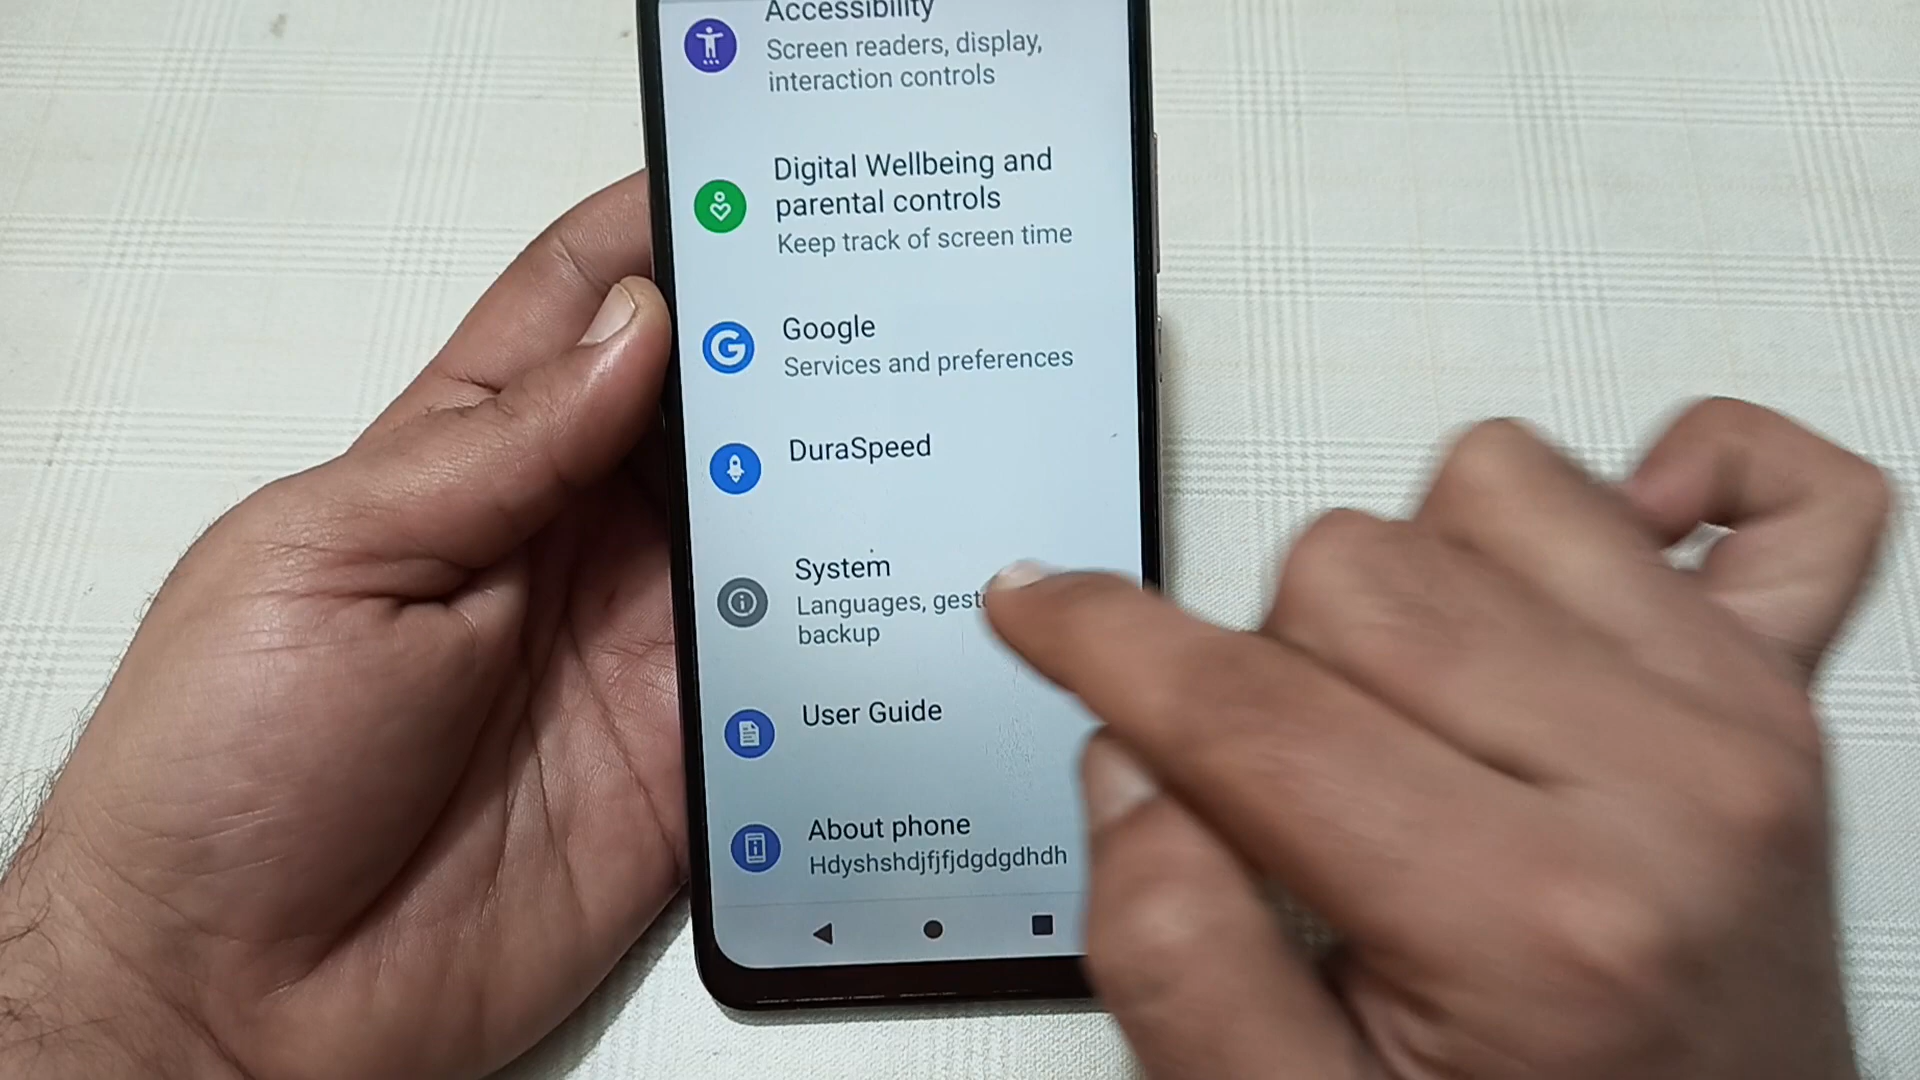 Accessibility
Screen readers, display,
interaction controls
Digital Wellbeing and
parental controls
Keep track of screen time
Google
Services and preferences
DuraSpeed
System
Languages,
backup
User Guide
About phone
Hdyshshdjfjfjdgdgdhdh